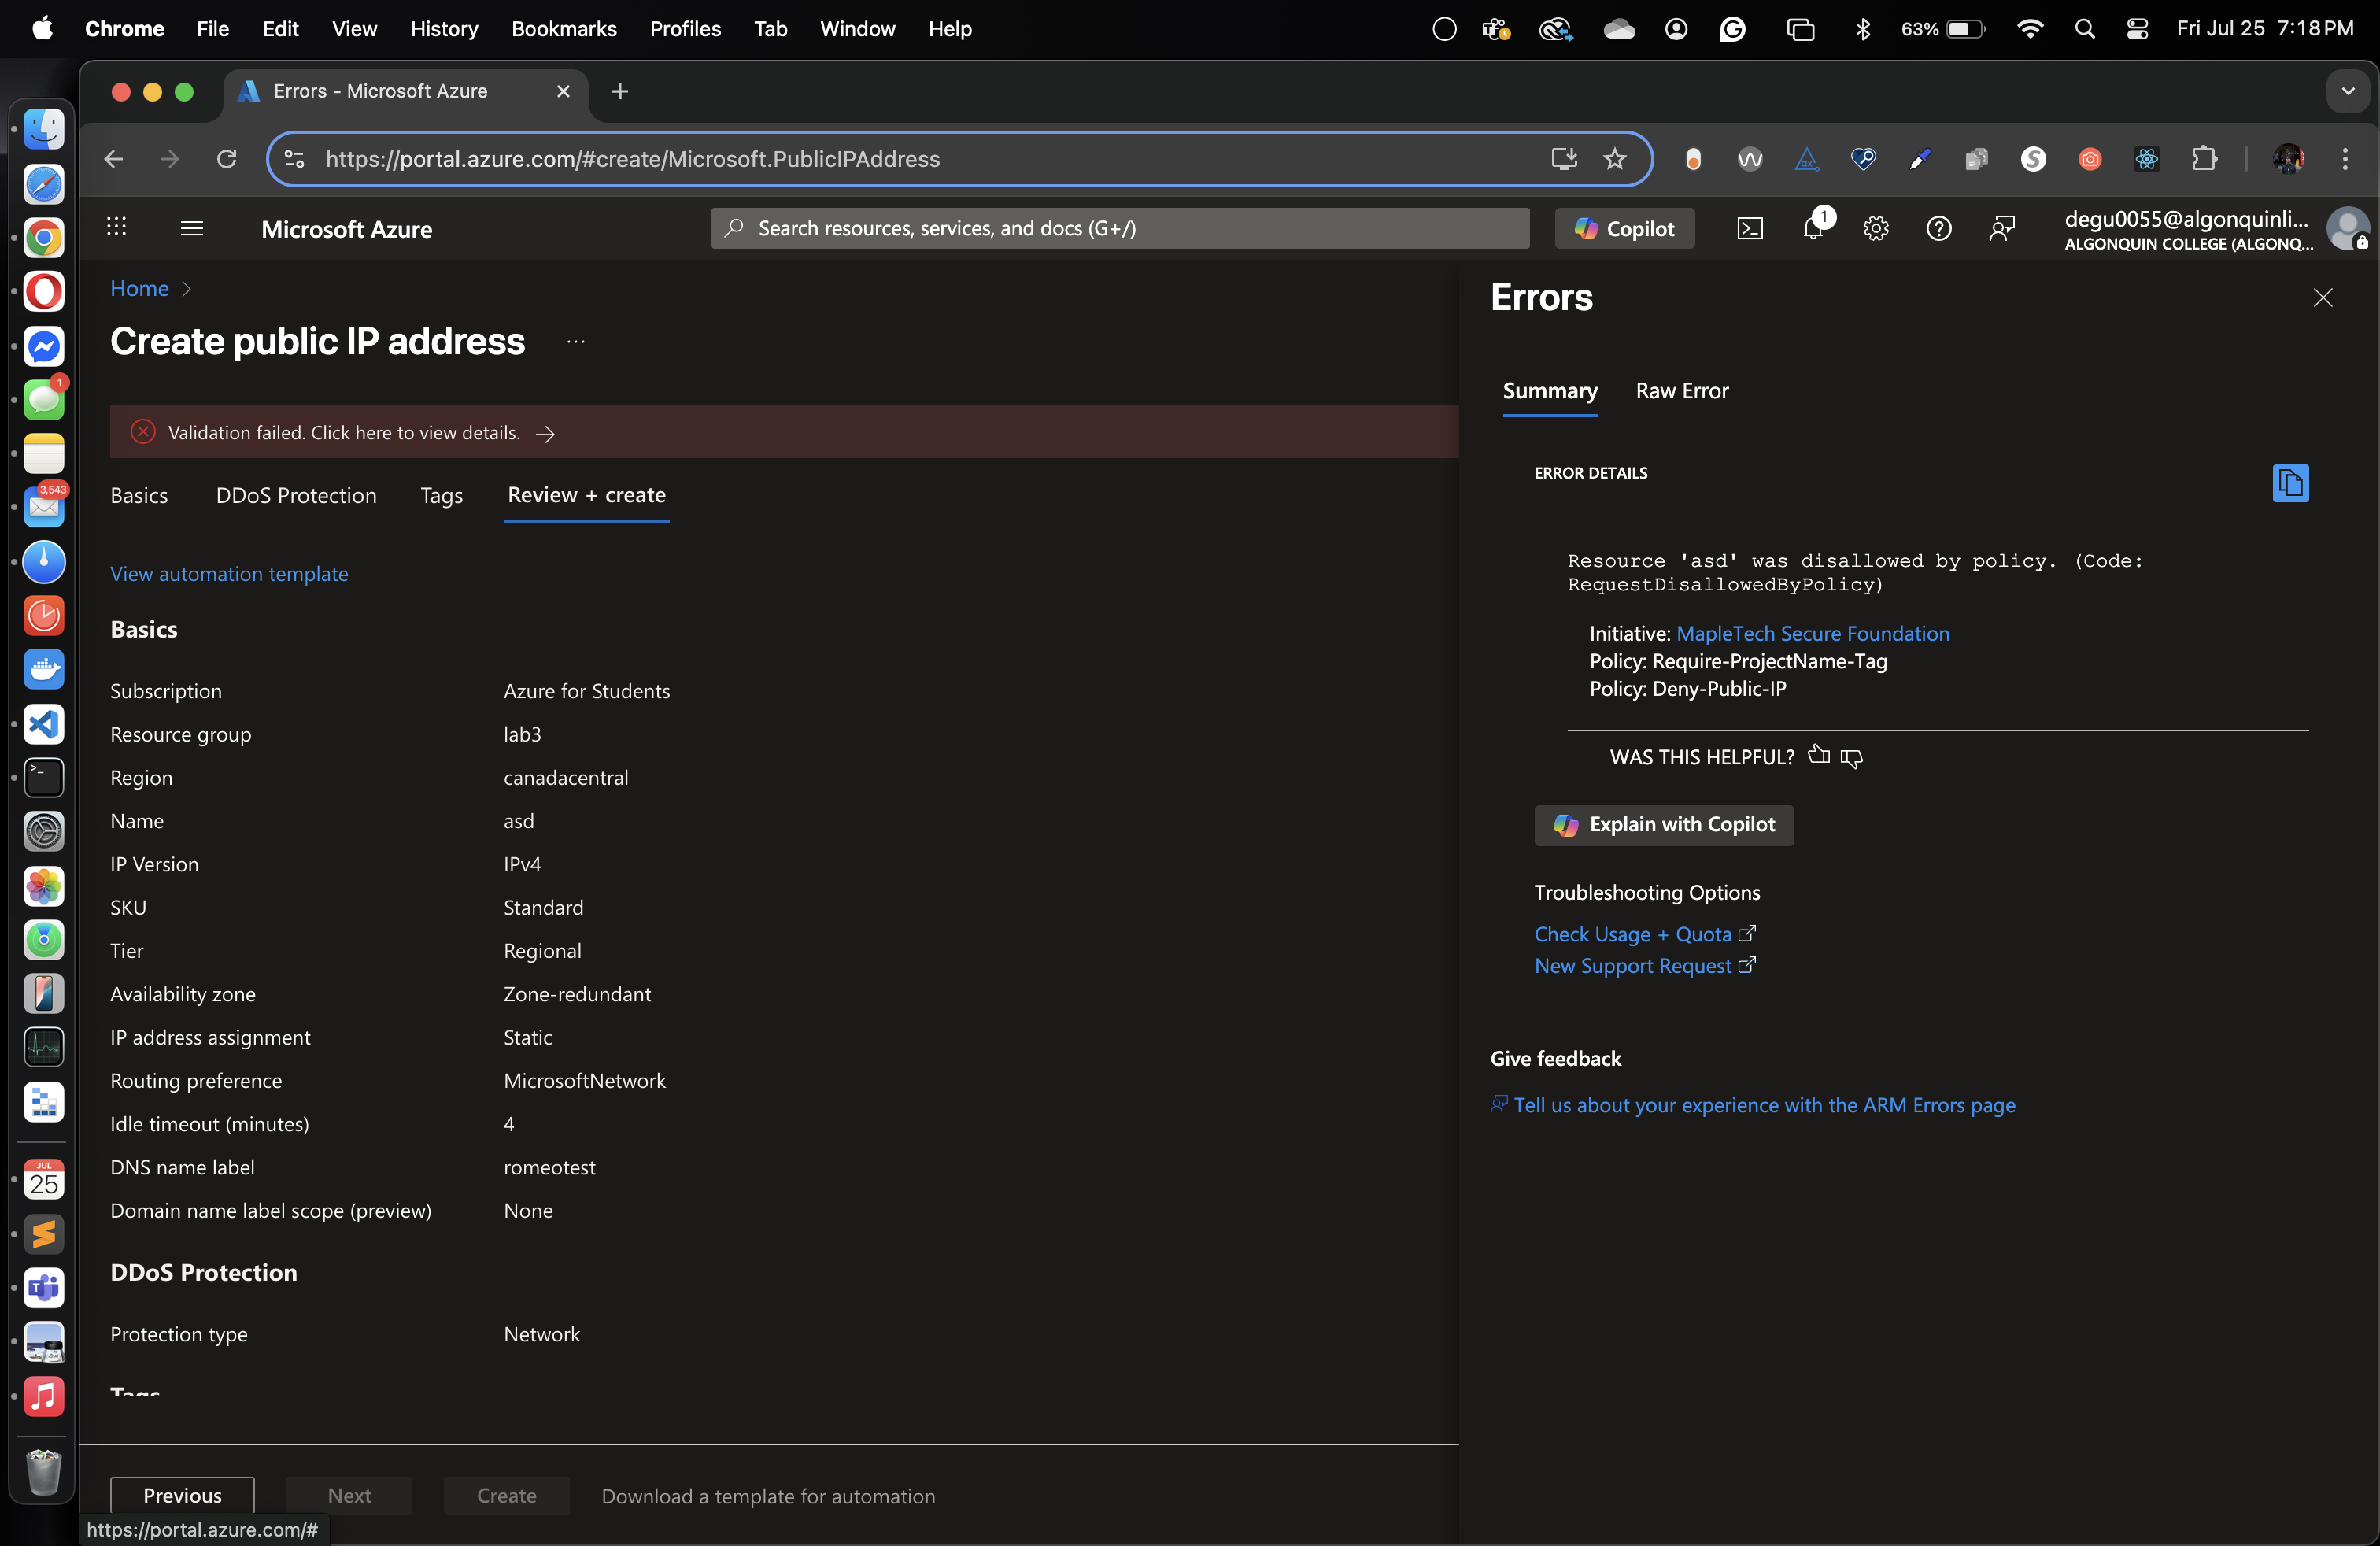 Chrome File Edit View History Bookmarks Profiles Tab Window Help
63% Fri Jul 25 7:18 PM
Errors - Microsoft Azure
https://portal.azure.com/#create/Microsoft.PublicIPAddress
Microsoft Azure
Search resources, services, and docs (G+/)
Copilot
1
degu0055@algonquinli...
ALGONQUIN COLLEGE (ALGONQ...
Home >
Create public IP address ...
Validation failed. Click here to view details. →
Basics DDoS Protection Tags Review + create
View automation template
Basics
Subscription Azure for Students
Resource group lab3
Region canadacentral
Name asd
IP Version IPv4
SKU Standard
Tier Regional
Availability zone Zone-redundant
IP address assignment Static
Routing preference MicrosoftNetwork
Idle timeout (minutes) 4
DNS name label romeotest
Domain name label scope (preview) None
DDoS Protection
Protection type Network
Tags
Previous Next Create Download a template for automation
https://portal.azure.com/#
Errors
Summary Raw Error
ERROR DETAILS
Resource 'asd' was disallowed by policy. (Code:
RequestDisallowedByPolicy)
Initiative: MapleTech Secure Foundation
Policy: Require-ProjectName-Tag
Policy: Deny-Public-IP
WAS THIS HELPFUL?
Explain with Copilot
Troubleshooting Options
Check Usage + Quota
New Support Request
Give feedback
Tell us about your experience with the ARM Errors page
1
3,543
JUL
25